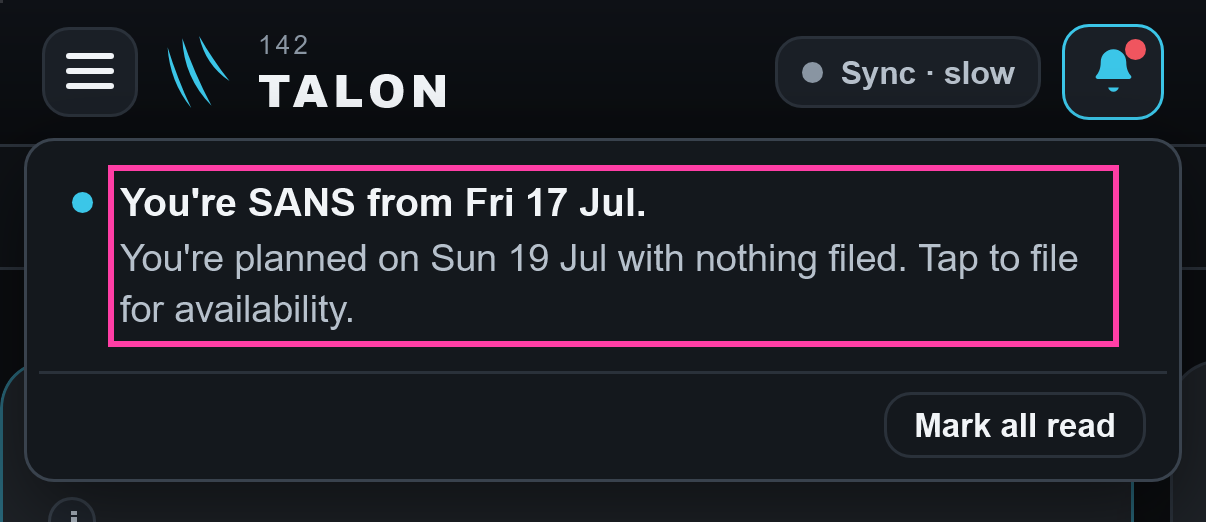 142
TALON
Sync · slow
You're SANS from Fri 17 Jul.
You're planned on Sun 19 Jul with nothing filed. Tap to file
for availability.
Mark all read
i